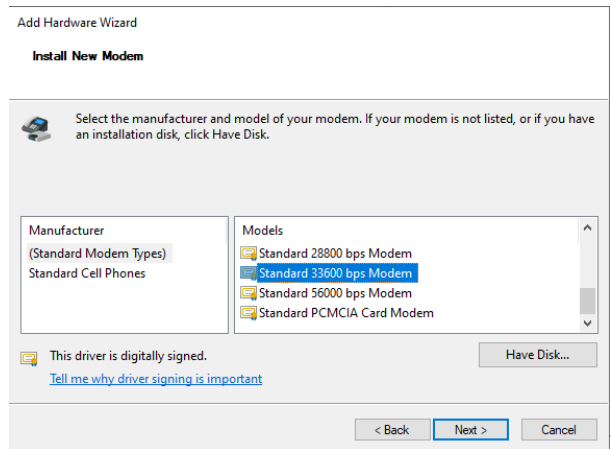 Add Hardware Wizard
Install New Modem
Select the manufacturer and model of your modem. If your modem is not listed, or if you have
an installation disk, click Have Disk.
Manufacturer
(Standard Modem Types)
Standard Cell Phones
Models
Standard 28800 bps Modem
Standard 33600 bps Modem
Standard 56000 bps Modem
Standard PCMCIA Card Modem
This driver is digitally signed.
Tell me why driver signing is important
Have Disk...
< Back
Next >
Cancel